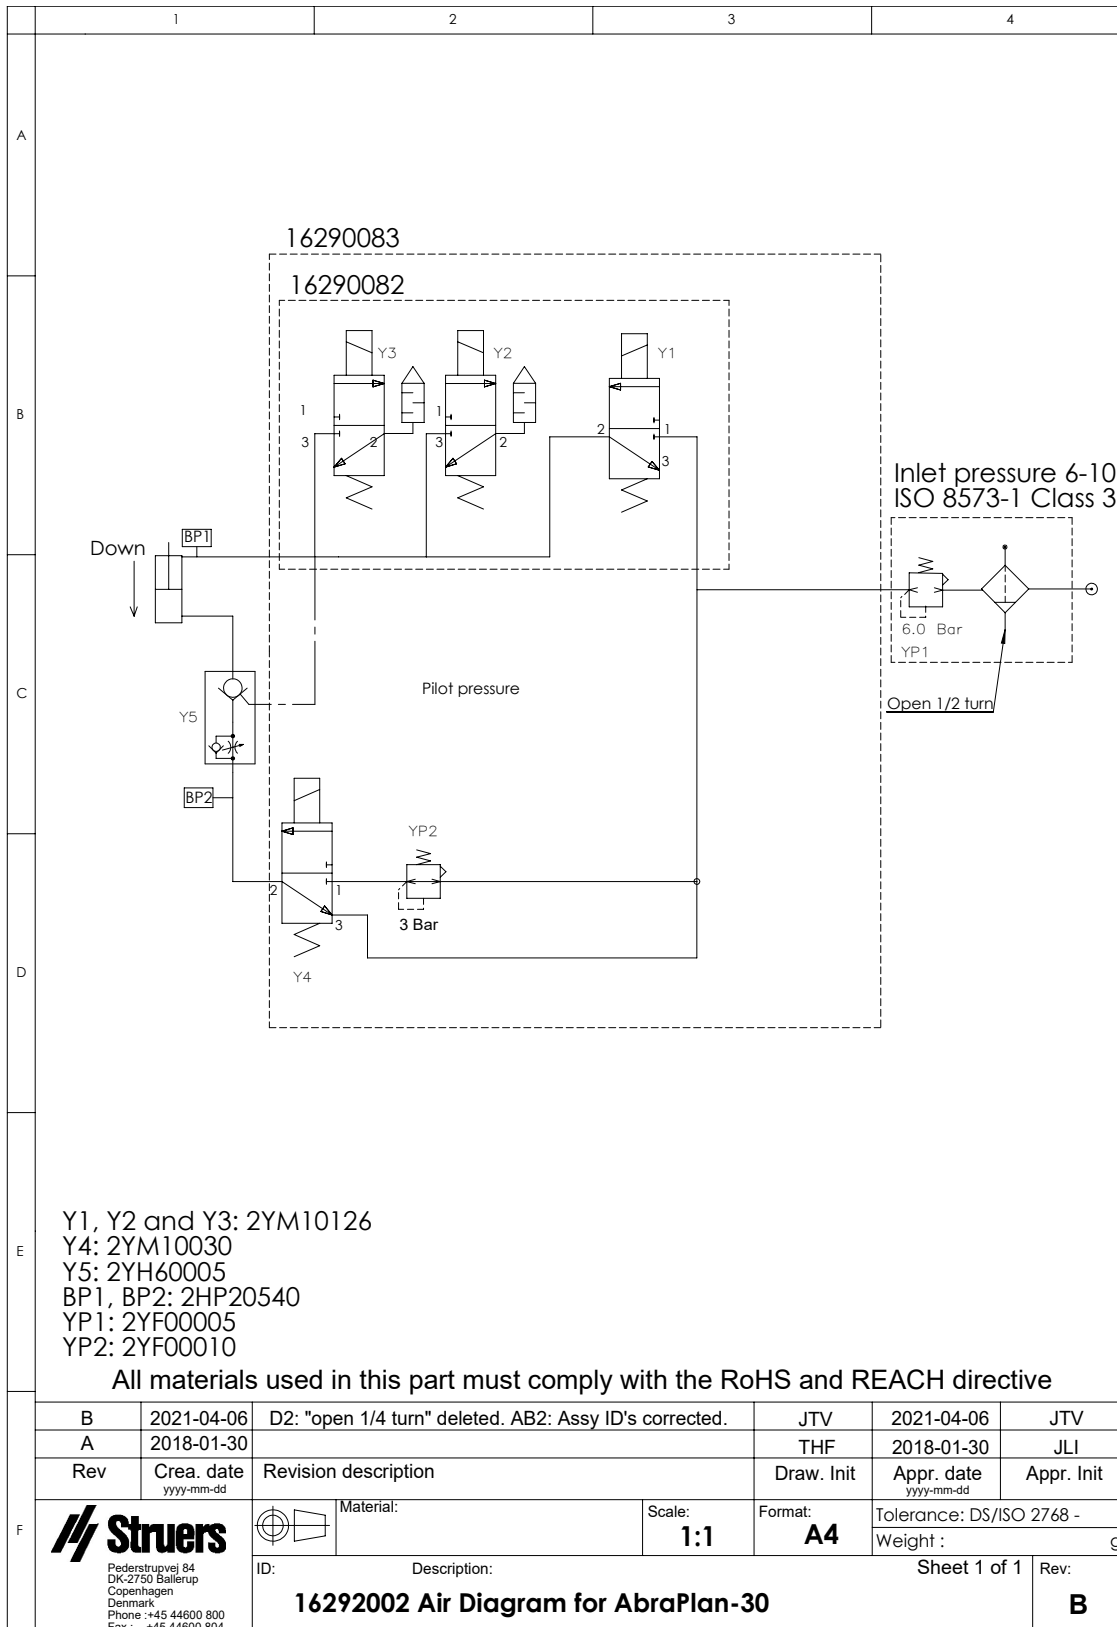 1 2 3 4
A
16290083
16290082
Y3 Y2 Y1
B
1 1
3 2 3 2 2 1
3
Inlet pressure 6-10
ISO 8573-1 Class 3
BP1
Down
6.0 Bar
YP1
C
Pilot pressure
Open 1/2 turn
Y5
BP2
YP2
2 1
3 3 Bar
D
Y4
Y1, Y2 and Y3: 2YM10126
E
Y4: 2YM10030
Y5: 2YH60005
BP1, BP2: 2HP20540
YP1: 2YF00005
YP2: 2YF00010
All materials used in this part must comply with the RoHS and REACH directive
B 2021-04-06 D2: "open 1/4 turn" deleted. AB2: Assy ID's corrected. JTV 2021-04-06 JTV
A 2018-01-30 THF 2018-01-30 JLI
Rev Crea. date Revision description Draw. Init Appr. date Appr. Init
yyyy-mm-dd yyyy-mm-dd
F
Struers
Material: Scale: Format: Tolerance: DS/ISO 2768 -
1:1 A4 Weight : g
Pederstrupvej 84
DK-2750 Ballerup
Copenhagen
Denmark
Phone :+45 44600 800
Fax : +45 44600 804
ID: Description: Sheet 1 of 1 Rev:
16292002 Air Diagram for AbraPlan-30 B